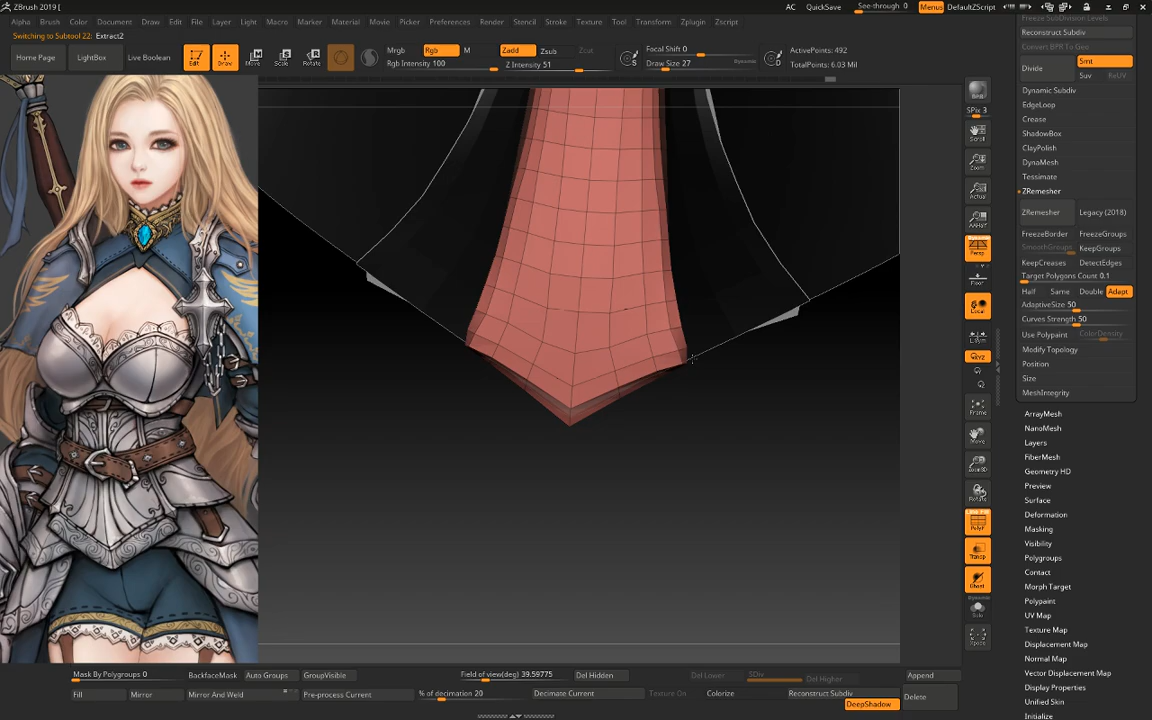 ZBrush 2019 [
AC
QuickSave
See-through 0
Menus
DefaultZScript
Alpha Brush Color Document Draw Edit File Layer Light Macro Marker Material Movie Picker Preferences Render Stencil Stroke Texture Tool Transform Zplugin Zscript
Switching to Subtool 22: Extract2
Home Page
LightBox
Live Boolean
Edit
Draw
Move
Scale
Rotate
Mrgb
Rgb
M
Rgb Intensity 100
Zadd
Zsub
Zcut
Z Intensity 51
S
Focal Shift 0
Draw Size 27
Dynamic
D
ActivePoints: 492
TotalPoints: 6.03 Mil
BPR
SPix 3
Scroll
Zoom
Actual
AAHalf
Persp
Floor
Local
L.Sym
Frame
Move
Zoom3D
Rotate
PolyF
Transp
Ghost
Dynamic
Solo
Xpose
Freeze SubDivision Levels
Reconstruct Subdiv
Convert BPR To Geo
Divide
Smt
Suv
ReUV
Dynamic Subdiv
EdgeLoop
Crease
ShadowBox
ClayPolish
DynaMesh
Tessimate
ZRemesher
ZRemesher
Legacy (2018)
FreezeBorder
FreezeGroups
SmoothGroups
KeepGroups
KeepCreases
DetectEdges
Target Polygons Count 0.1
Half
Same
Double
Adapt
AdaptiveSize 50
Curves Strength 50
Use Polypaint
ColorDensity
Modify Topology
Position
Size
MeshIntegrity
ArrayMesh
NanoMesh
Layers
FiberMesh
Geometry HD
Preview
Surface
Deformation
Masking
Visibility
Polygroups
Contact
Morph Target
Polypaint
UV Map
Texture Map
Displacement Map
Normal Map
Vector Displacement Map
Display Properties
Unified Skin
Initialize
Mask By Polygroups 0
BackfaceMask
Auto Groups
GroupVisible
Field of view(deg) 39.59775
Del Hidden
Del Lower
SDiv
Del Higher
Append
Fill
Mirror
Mirror And Weld
Pre-process Current
% of decimation 20
Decimate Current
Texture On
Colorize
Reconstruct Subdiv
Delete
DeepShadow